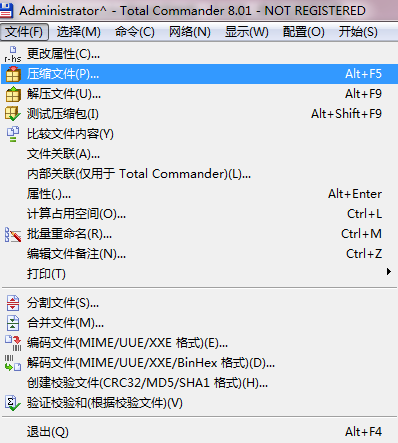 Administrator^ - Total Commander 8.01 - NOT REGISTERED
文件(F) 选择(M) 命令(C) 网络(N) 显示(W) 配置(O) 开始(S)
r-hs 更改属性(C)...
压缩文件(P)... Alt+F5
解压文件(U)... Alt+F9
测试压缩包(I) Alt+Shift+F9
比较文件内容(Y)
文件关联(A)...
内部关联(仅用于 Total Commander)(L)...
属性(,)... Alt+Enter
计算占用空间(O)... Ctrl+L
批量重命名(R)... Ctrl+M
编辑文件备注(N)... Ctrl+Z
打印(T)
分割文件(S)...
合并文件(M)...
编码文件(MIME/UUE/XXE 格式)(E)...
解码文件(MIME/UUE/XXE/BinHex 格式)(D)...
创建校验文件(CRC32/MD5/SHA1 格式)(H)...
验证校验和(根据校验文件)(V)
退出(Q) Alt+F4